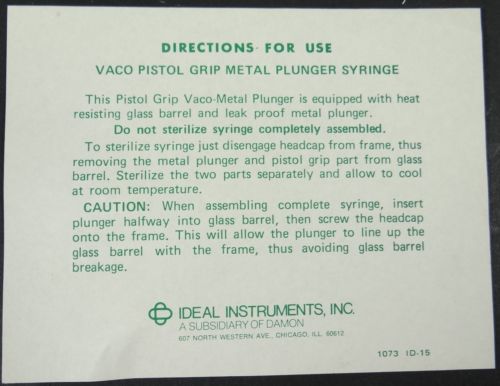 DIRECTIONS FOR USE
VACO PISTOL GRIP METAL PLUNGER SYRINGE
This Pistol Grip Vaco-Metal Plunger is equipped with heat
resisting glass barrel and leak proof metal plunger.
Do not sterilize syringe completely assembled.
To sterilize syringe just disengage headcap from frame, thus
removing the metal plunger and pistol grip part from glass
barrel. Sterilize the two parts separately and allow to cool
at room temperature.
CAUTION: When assembling complete syringe, insert
plunger halfway into glass barrel, then screw the headcap
onto the frame. This will allow the plunger to line up the
glass barrel with the frame, thus avoiding glass barrel
breakage.
IDEAL INSTRUMENTS, INC.
A SUBSIDIARY OF DAMON
607 NORTH WESTERN AVE., CHICAGO, ILL. 60612
1073 ID-15